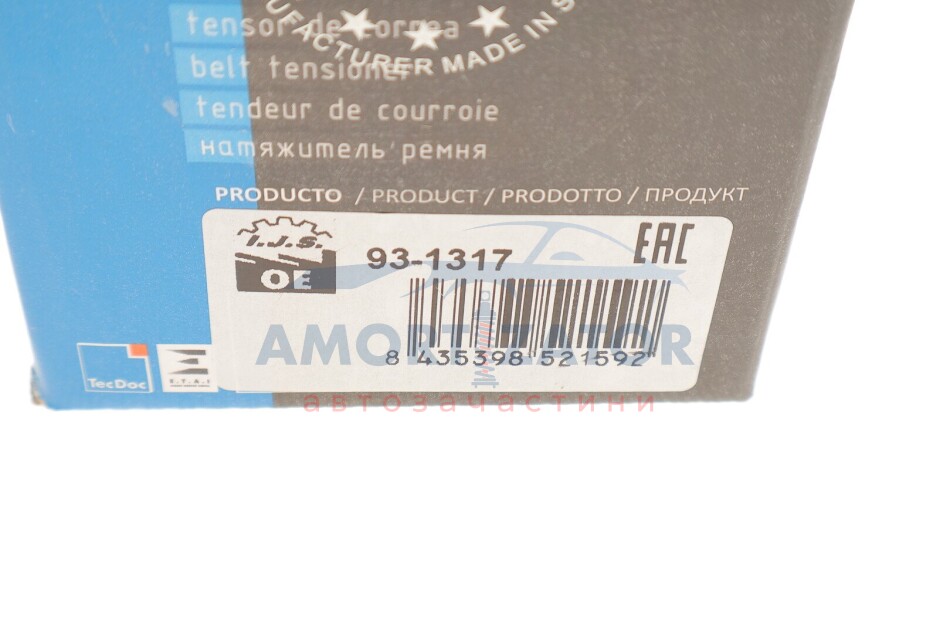 tensor de correa
MANUFACTURER MADE IN S
belt tensioner
tendeur de courroie
натяжитель ремня
PRODUCTO / PRODUCT / PRODOTTO / ПРОДУКТ
I.J.S.
OE
93-1317
EAC
AMORTIZATOR
8 435398 521592
TecDoc
E.T.A.I
автозачастини